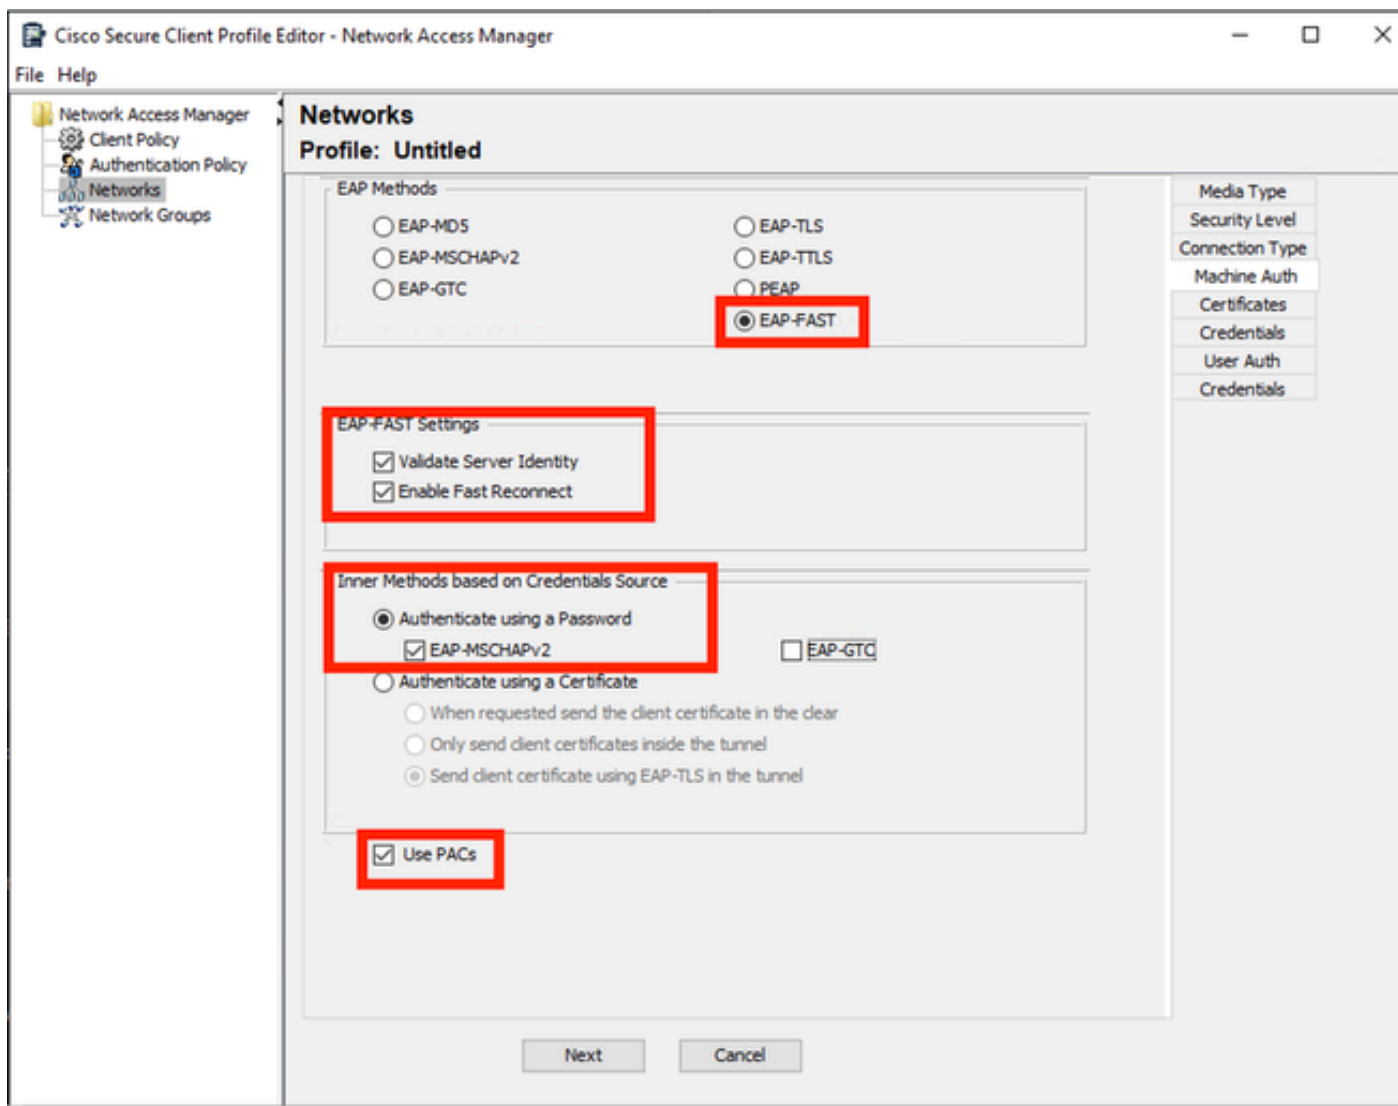 Cisco Secure Client Profile Editor - Network Access Manager
File Help
Network Access Manager
Client Policy
Authentication Policy
Networks
Network Groups
Networks
Profile: Untitled
EAP Methods
EAP-MD5
EAP-TLS
EAP-MSCHAPv2
EAP-TTLS
EAP-GTC
PEAP
EAP-FAST
EAP-FAST Settings
Validate Server Identity
Enable Fast Reconnect
Inner Methods based on Credentials Source
Authenticate using a Password
EAP-MSCHAPv2
EAP-GTC
Authenticate using a Certificate
When requested send the client certificate in the clear
Only send client certificates inside the tunnel
Send client certificate using EAP-TLS in the tunnel
Use PACs
Next
Cancel
Media Type
Security Level
Connection Type
Machine Auth
Certificates
Credentials
User Auth
Credentials